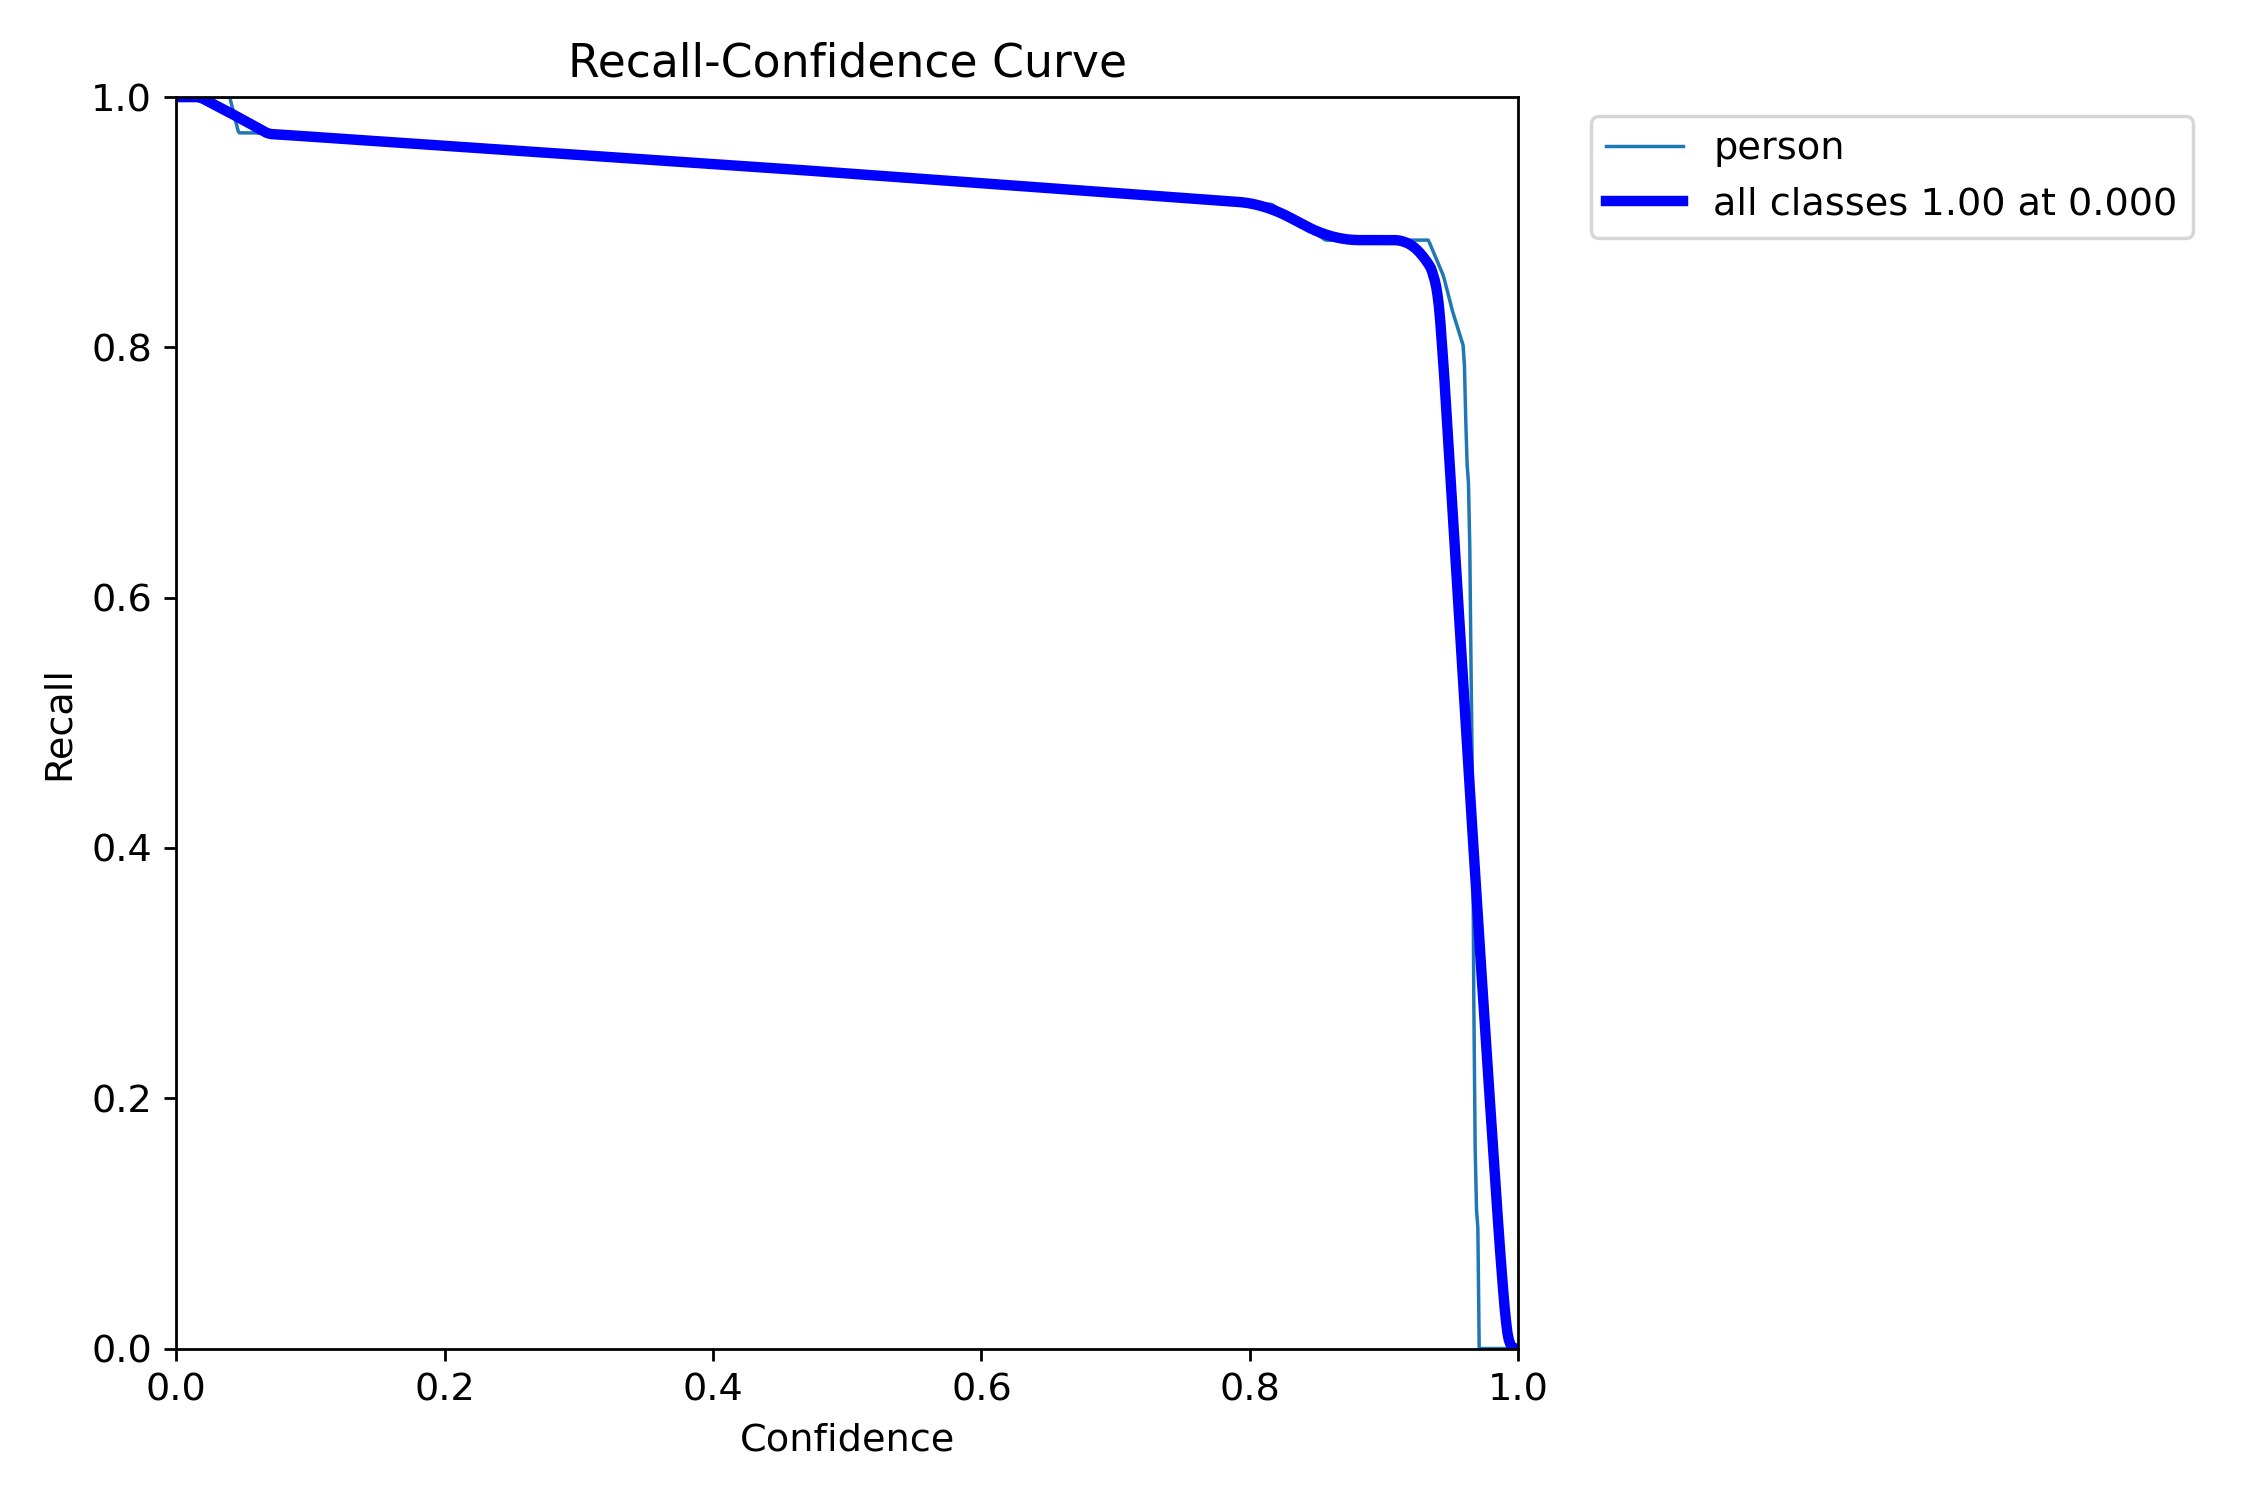 Recall-Confidence Curve
1.0
0.8
0.6
0.4
0.2
0.0
Recall
0.0 0.2 0.4 0.6 0.8 1.0
Confidence
person
all classes 1.00 at 0.000